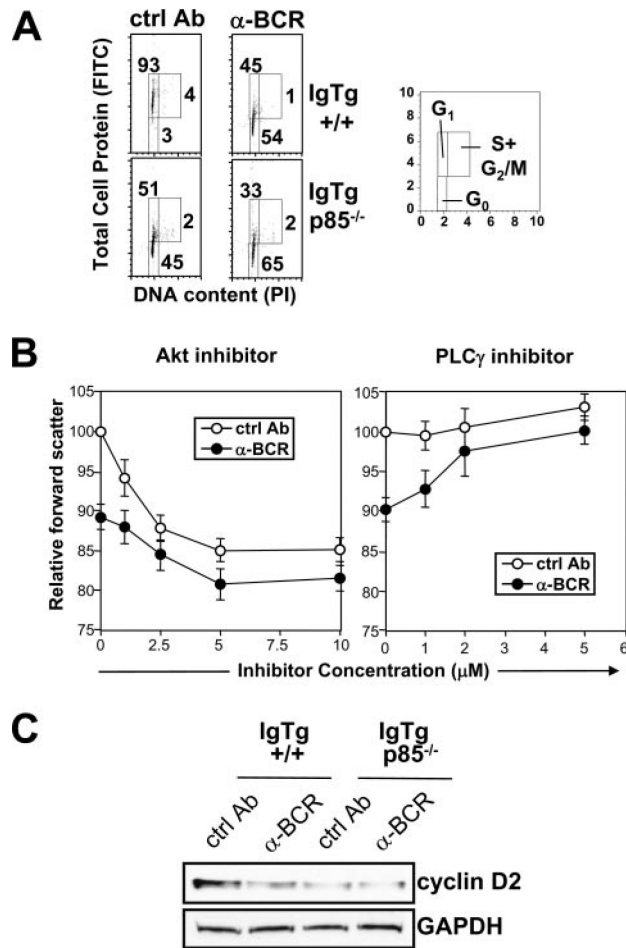 A
ctrl Ab α-BCR
Total Cell Protein (FITC)
93
4
3
45
1
54
IgTg
+/+
51
2
45
33
2
65
IgTg
p85-/-
DNA content (PI)
10
8
6
4
2
0
G1
S+
G2/M
G0
0 2 4 6 8 10
B
Akt inhibitor
PLCγ inhibitor
Relative forward scatter
105
100
95
90
85
80
75
ctrl Ab
α-BCR
0 2.5 5 7.5 10
105
100
95
90
85
80
75
ctrl Ab
α-BCR
0 1 2 3 4 5 6
Inhibitor Concentration (μM)
C
IgTg
+/+
IgTg
p85-/-
ctrl Ab
α-BCR
ctrl Ab
α-BCR
cyclin D2
GAPDH